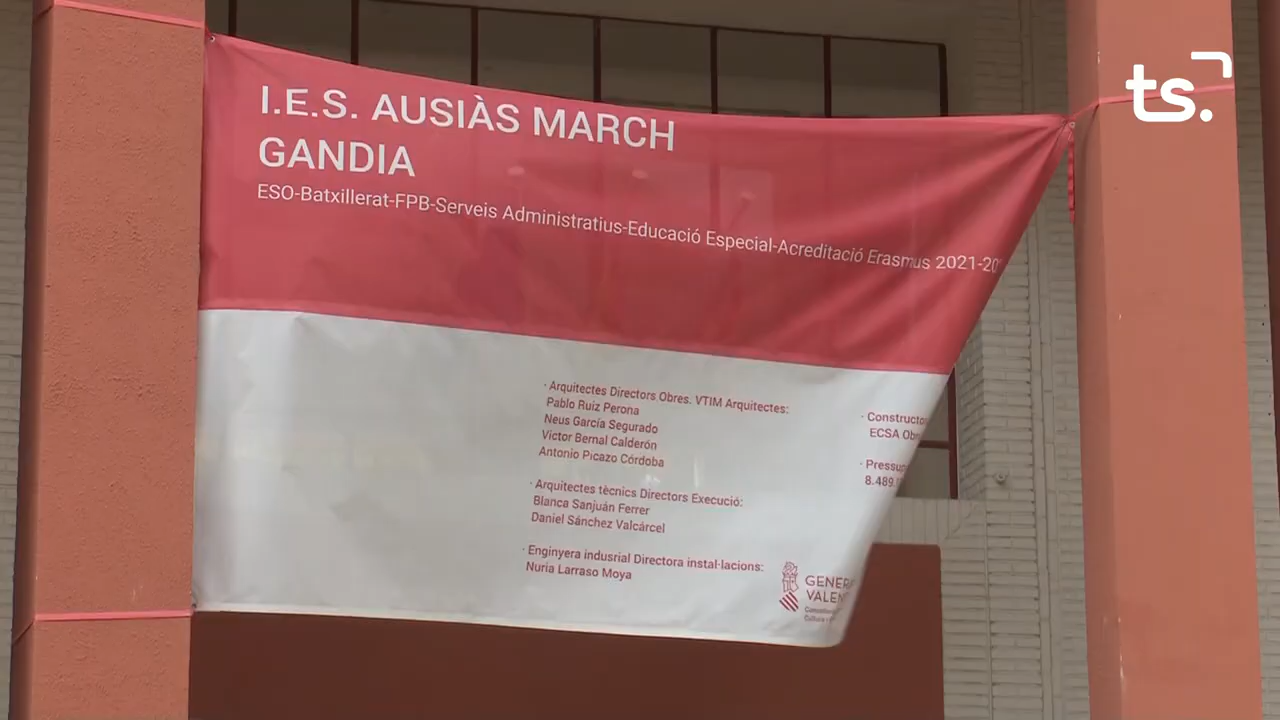 ts.
I.E.S. AUSIÀS MARCH
GANDIA
ESO-Batxillerat-FPB-Serveis Administratius-Educació Especial-Acreditació Erasmus 2021-20
· Arquitectes Directors Obres. VTIM Arquitectes:
Pablo Ruiz Perona
Neus García Segurado
Victor Bernal Calderón
Antonio Picazo Córdoba
· Arquitectes tècnics Directors Execució:
Blanca Sanjuán Ferrer
Daniel Sánchez Valcárcel
· Enginyera indusrial Directora instal·lacions:
Nuria Larraso Moya
· Constructo
ECSA Obr
· Pressup
8.489.
GENER
VALEN